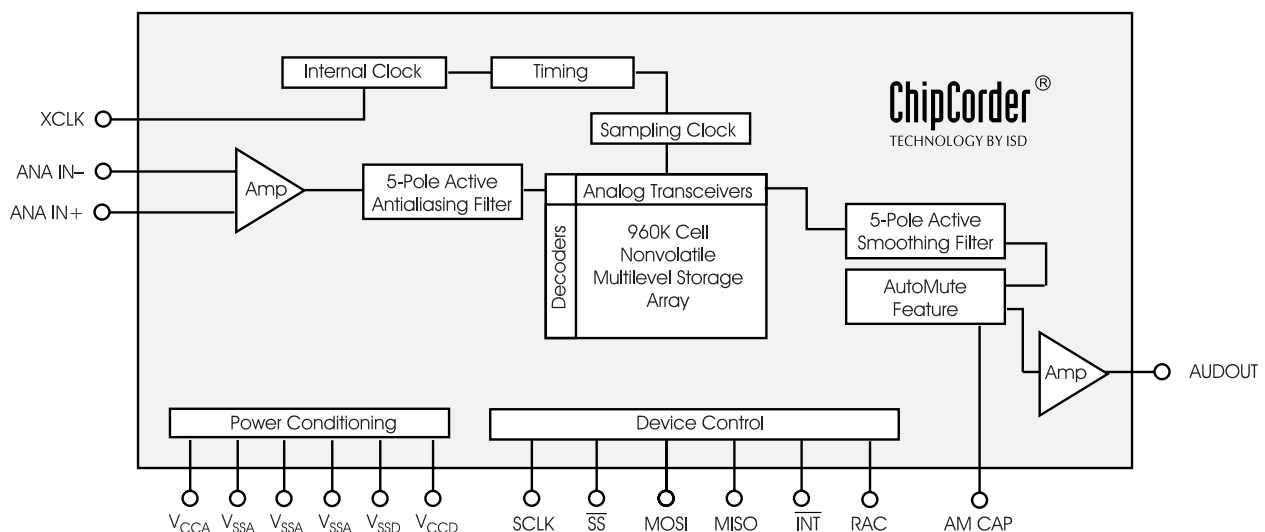 Internal Clock
Timing
ChipCorder®
TECHNOLOGY BY ISD
XCLK
Sampling Clock
ANA IN–
Amp
5-Pole Active
Antialiasing Filter
Analog Transceivers
ANA IN+
Decoders
960K Cell
Nonvolatile
Multilevel Storage
Array
5-Pole Active
Smoothing Filter
AutoMute
Feature
Amp
AUDOUT
Power Conditioning
Device Control
VCCA VSSA VSSA VSSA VSSD VCCD SCLK S̅S̅ MOSI MISO I̅N̅T̅ RAC AM CAP